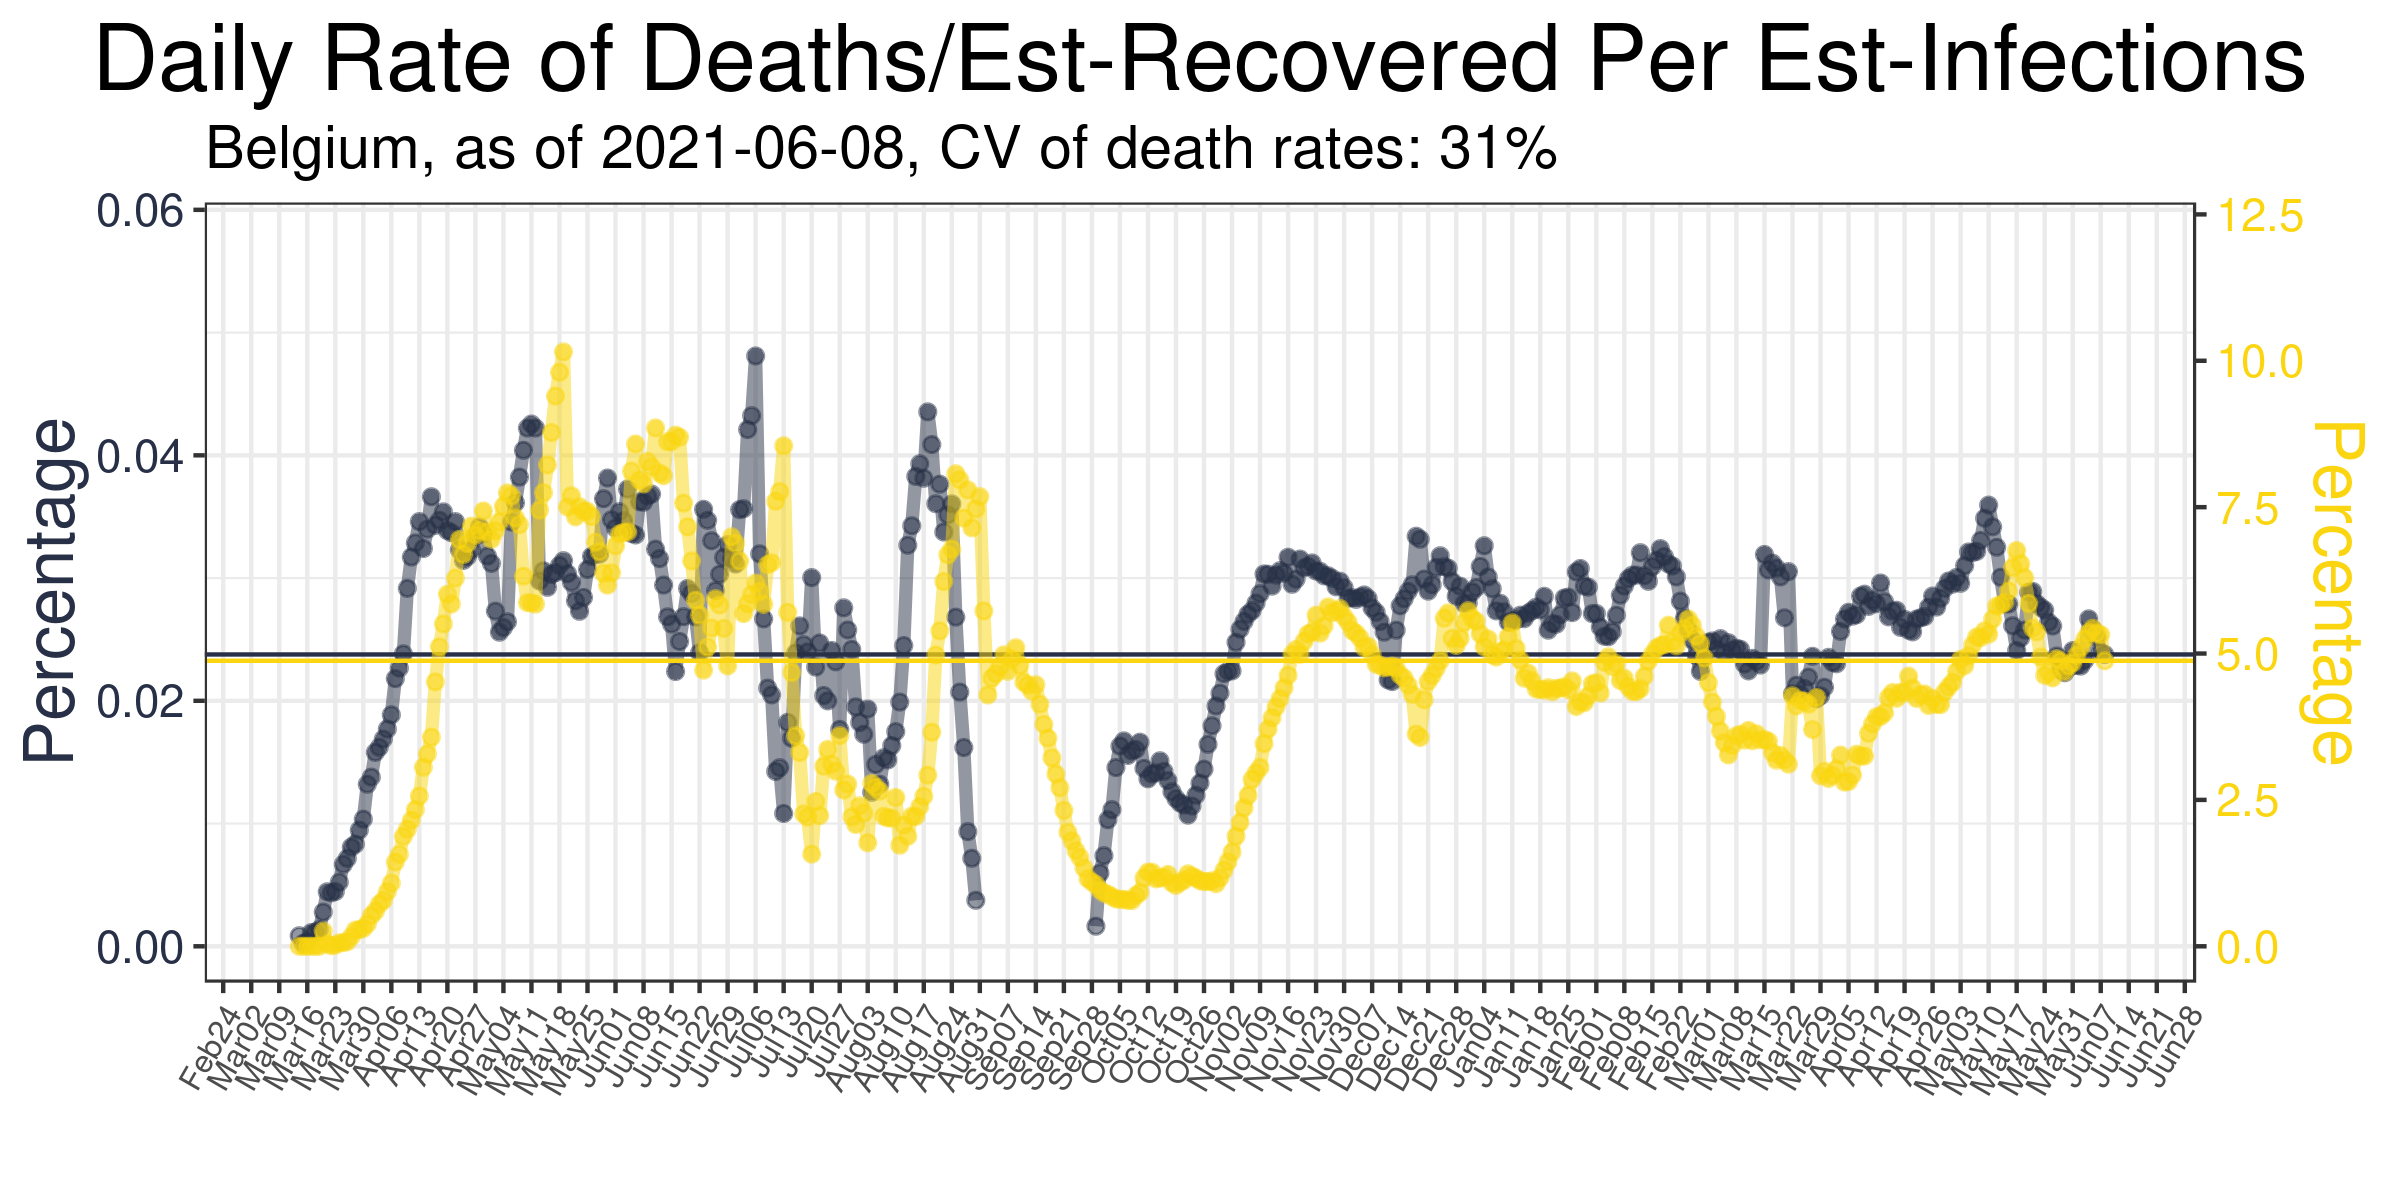 Daily Rate of Deaths/Est-Recovered Per Est-Infections
Belgium, as of 2021-06-08, CV of death rates: 31%
0.06
0.04
0.02
0.00
Percentage
12.5
10.0
7.5
5.0
2.5
0.0
Percentage
Feb24
Mar02
Mar09
Mar16
Mar23
Mar30
Apr06
Apr13
Apr20
Apr27
May04
May11
May18
May25
Jun01
Jun08
Jun15
Jun22
Jun29
Jul06
Jul13
Jul20
Jul27
Aug03
Aug10
Aug17
Aug24
Aug31
Sep07
Sep14
Sep21
Sep28
Oct05
Oct12
Oct19
Oct26
Nov02
Nov09
Nov16
Nov23
Nov30
Dec07
Dec14
Dec21
Dec28
Jan04
Jan11
Jan18
Jan25
Feb01
Feb08
Feb15
Feb22
Mar01
Mar08
Mar15
Mar22
Mar29
Apr05
Apr12
Apr19
Apr26
May03
May10
May17
May24
May31
Jun07
Jun14
Jun21
Jun28